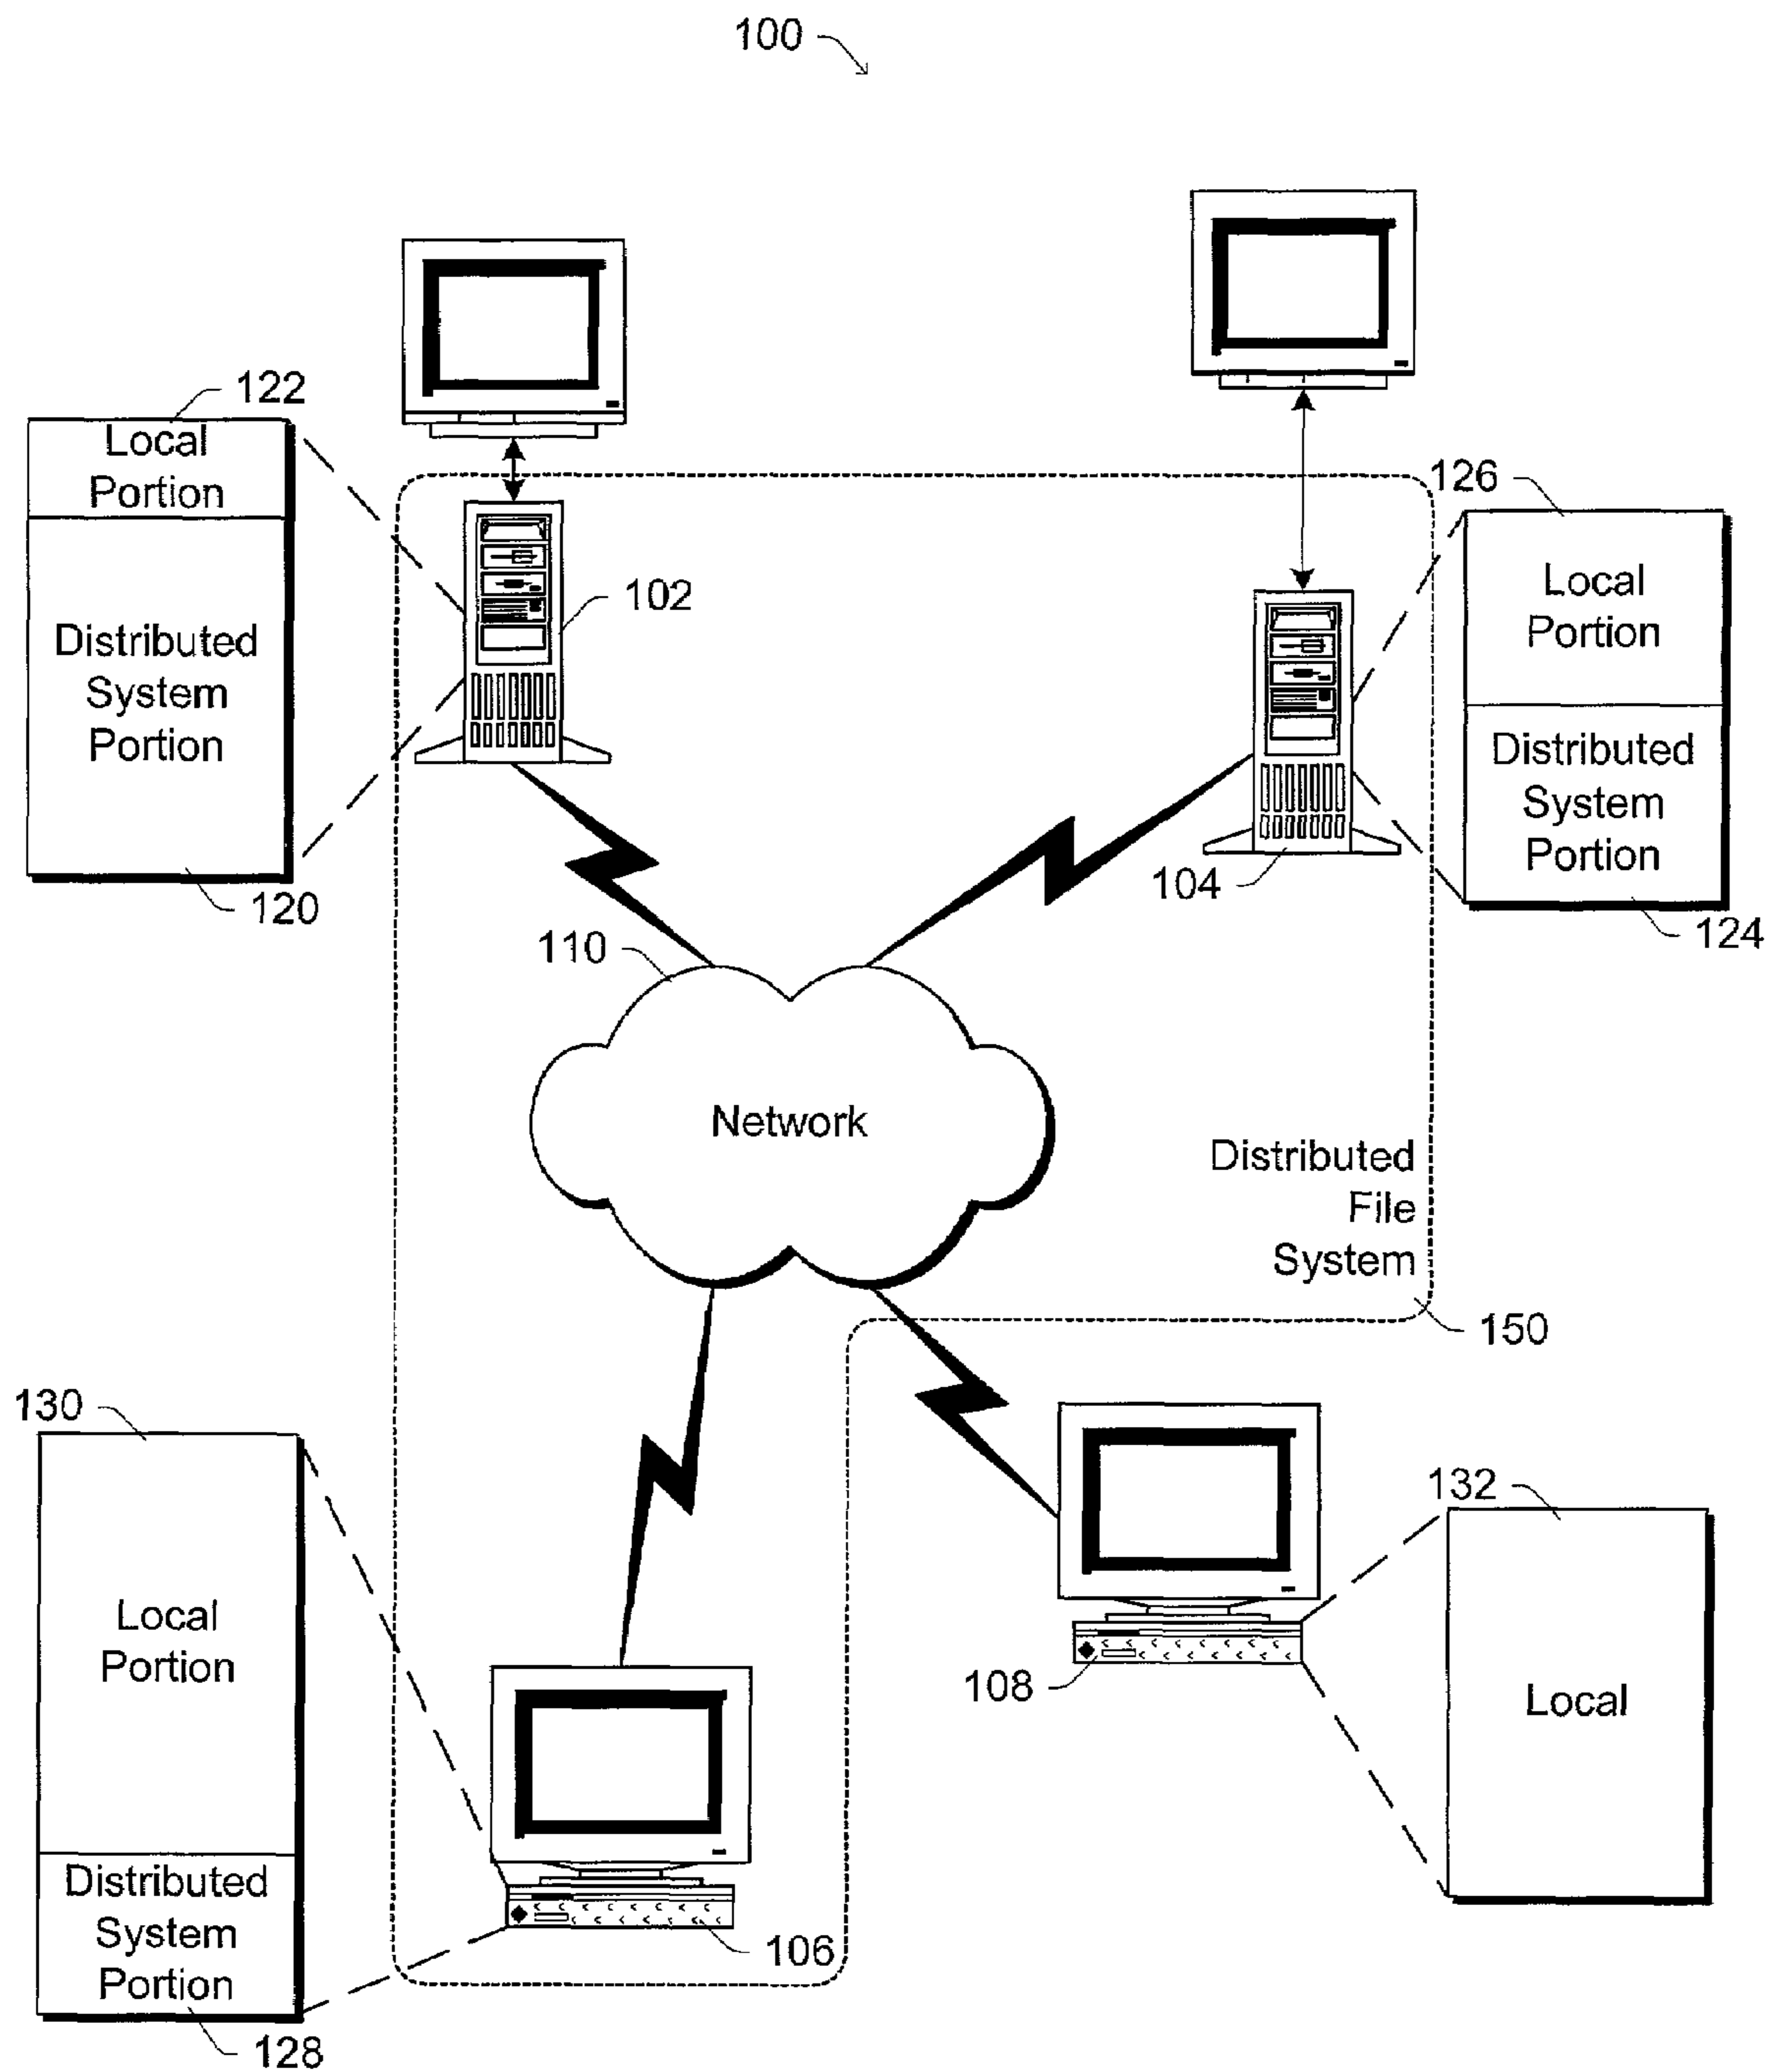 100
122
Local
Portion
Distributed
System
Portion
120
102
126
Local
Portion
Distributed
System
Portion
124
104
110
Network
Distributed
File
System
150
130
Local
Portion
Distributed
System
Portion
128
106
108
132
Local